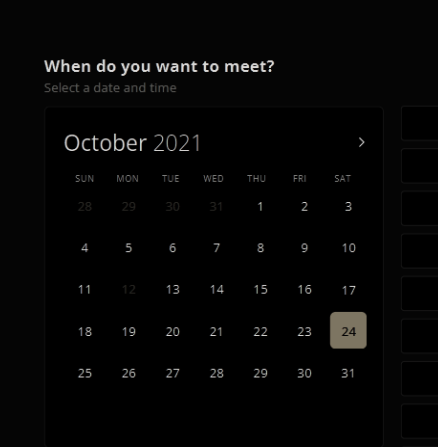 When do you want to meet?
Select a date and time
October 2021
SUN MON TUE WED THU FRI SAT
28 29 30 31 1 2 3
4 5 6 7 8 9 10
11 12 13 14 15 16 17
18 19 20 21 22 23 24
25 26 27 28 29 30 31